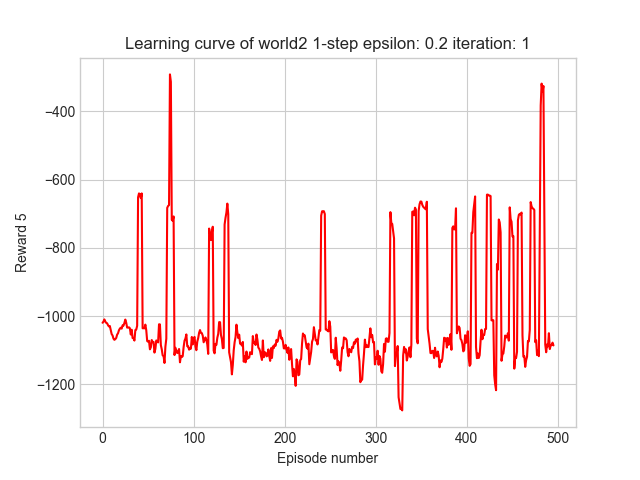 Learning curve of world2 1-step epsilon: 0.2 iteration: 1
Reward 5
−400
−600
−800
−1000
−1200
0 100 200 300 400 500
Episode number